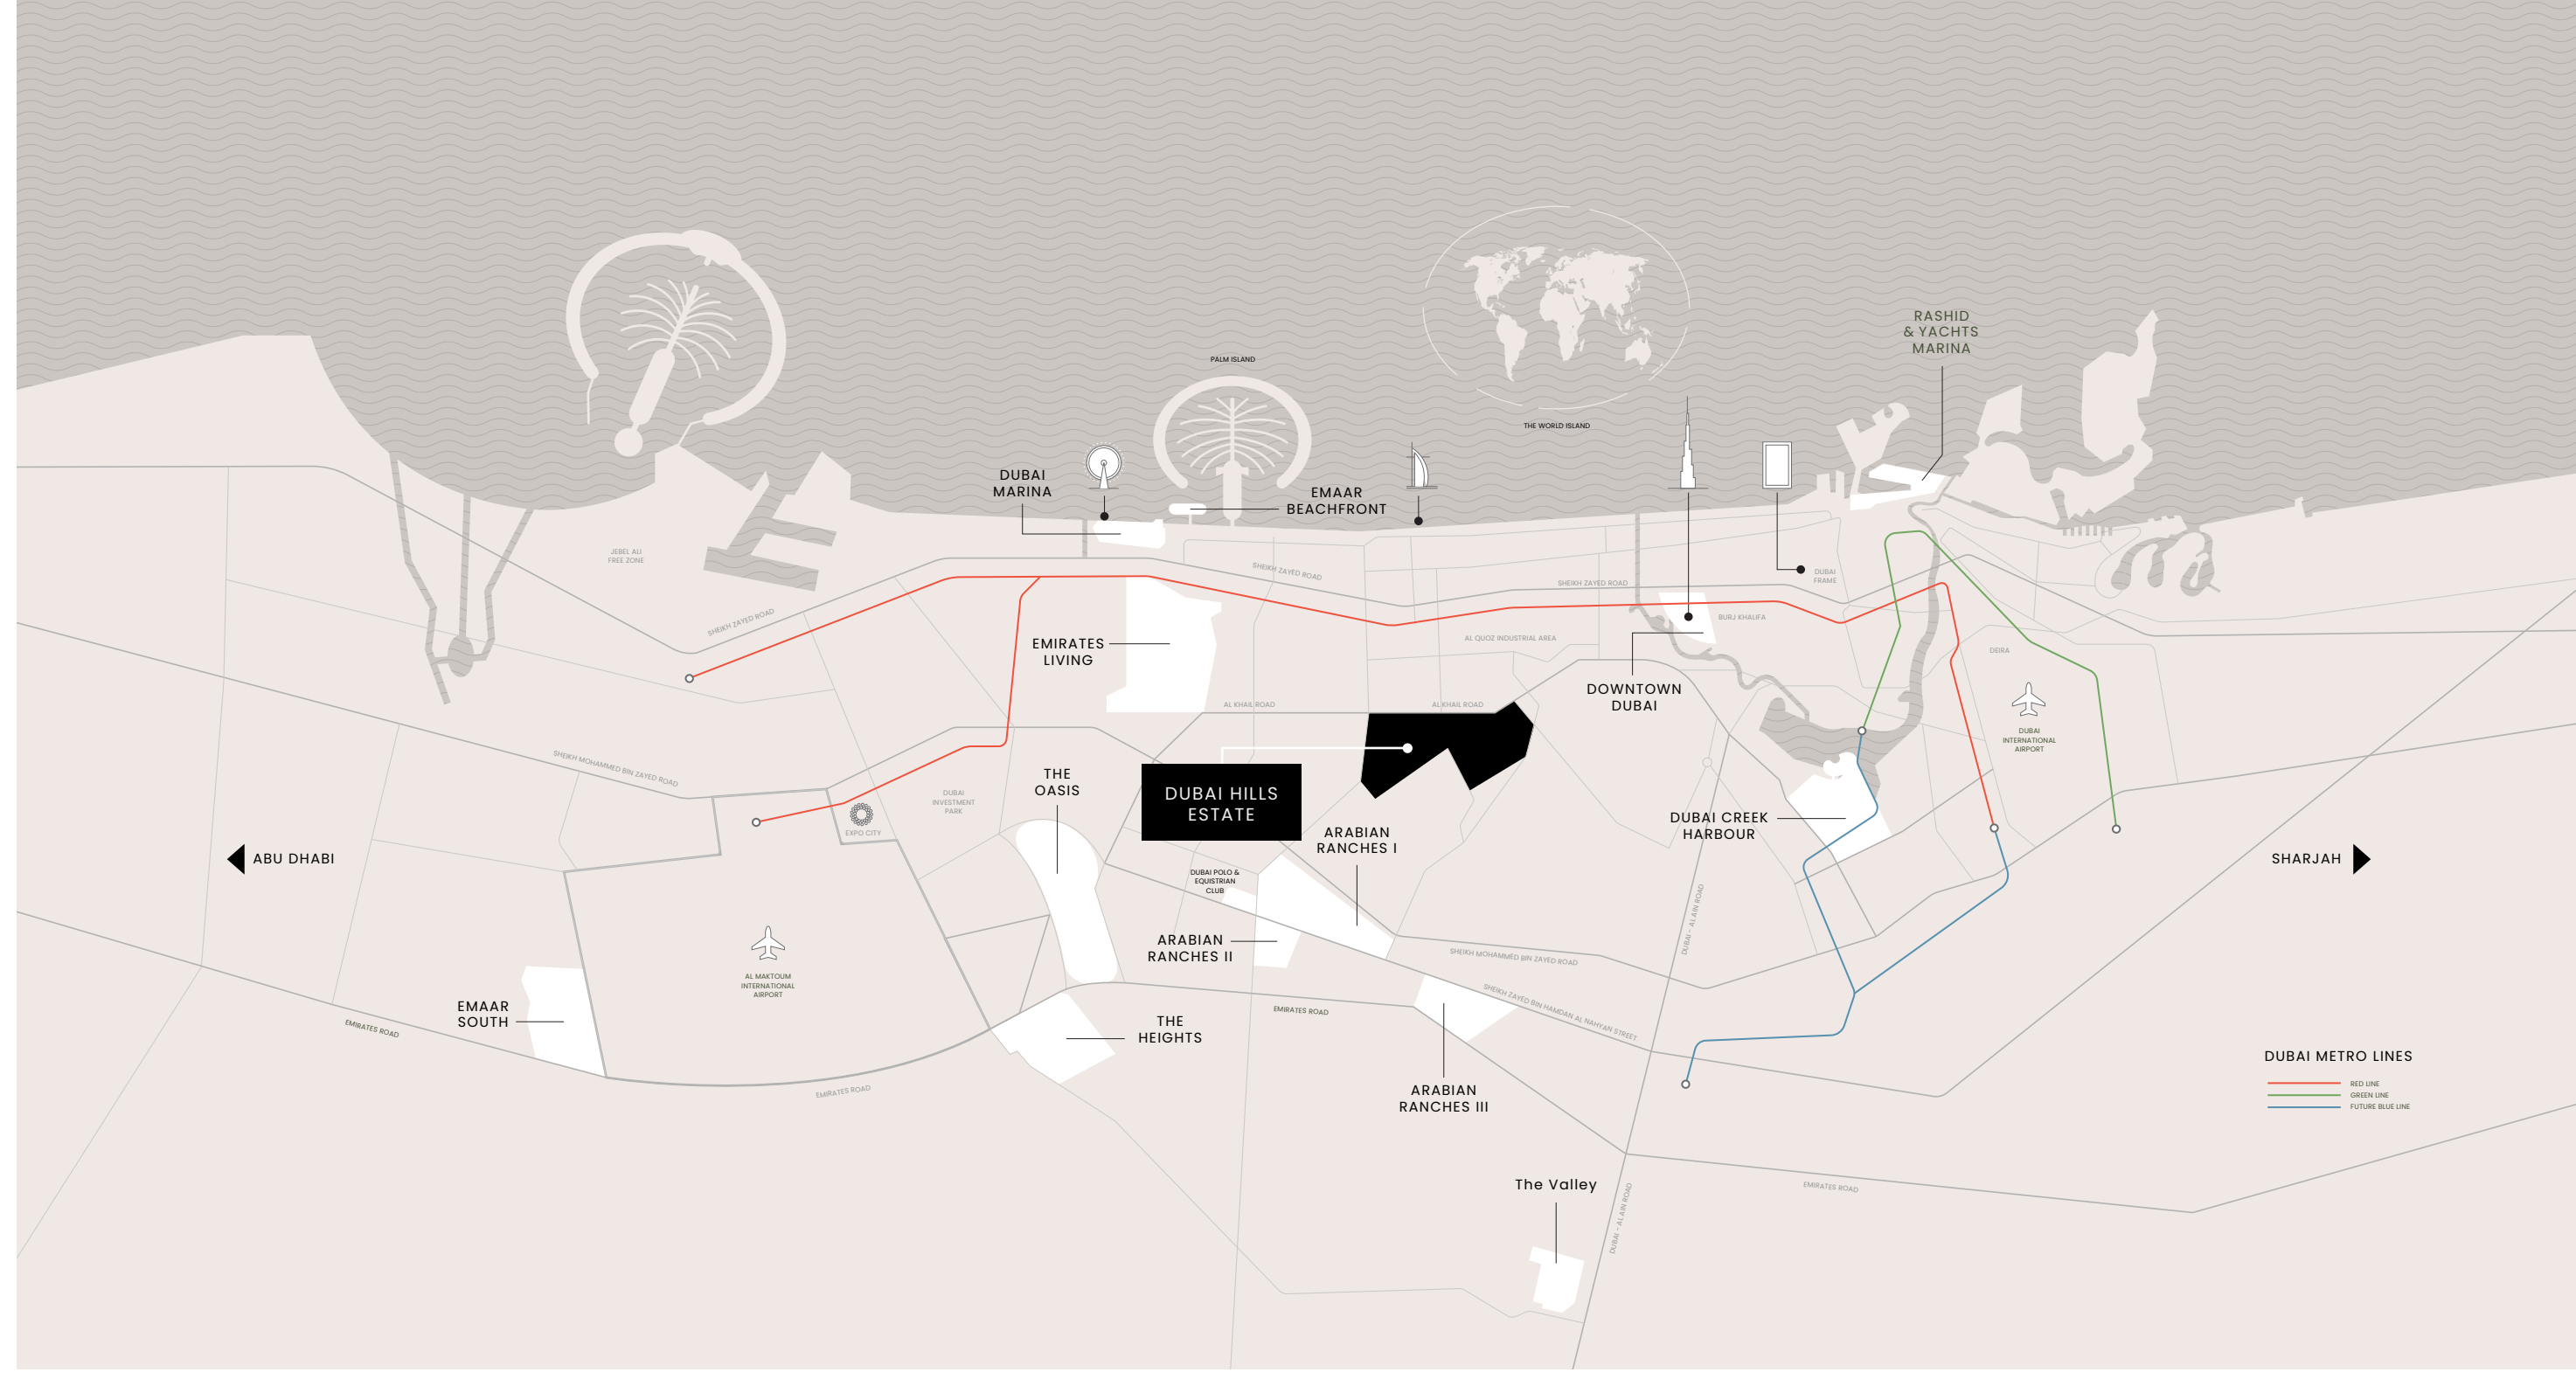 RASHID
& YACHTS
MARINA
PALM ISLAND
THE WORLD ISLAND
DUBAI
MARINA
EMAAR
BEACHFRONT
JEBEL ALI
FREE ZONE
SHEIKH ZAYED ROAD
SHEIKH ZAYED ROAD
SHEIKH ZAYED ROAD
DUBAI
FRAME
BURJ KHALIFA
EMIRATES
LIVING
AL QUOZ INDUSTRIAL AREA
DEIRA
DOWNTOWN
DUBAI
AL KHAIL ROAD
AL KHAIL ROAD
DUBAI
INTERNATIONAL
AIRPORT
SHEIKH MOHAMMED BIN ZAYED ROAD
THE
OASIS
DUBAI HILLS
ESTATE
DUBAI
INVESTMENT
PARK
EXPO CITY
DUBAI CREEK
HARBOUR
ARABIAN
RANCHES I
ABU DHABI
SHARJAH
DUBAI POLO &
EQUISTRIAN
CLUB
DUBAI - AL AIN ROAD
ARABIAN
RANCHES II
SHEIKH MOHAMMED BIN ZAYED ROAD
AL MAKTOUM
INTERNATIONAL
AIRPORT
SHEIKH ZAYED BIN HAMDAN AL NAHYAN STREET
EMAAR
SOUTH
EMIRATES ROAD
EMIRATES ROAD
THE
HEIGHTS
EMIRATES ROAD
ARABIAN
RANCHES III
DUBAI METRO LINES
RED LINE
GREEN LINE
FUTURE BLUE LINE
The Valley
EMIRATES ROAD
DUBAI - AL AIN ROAD